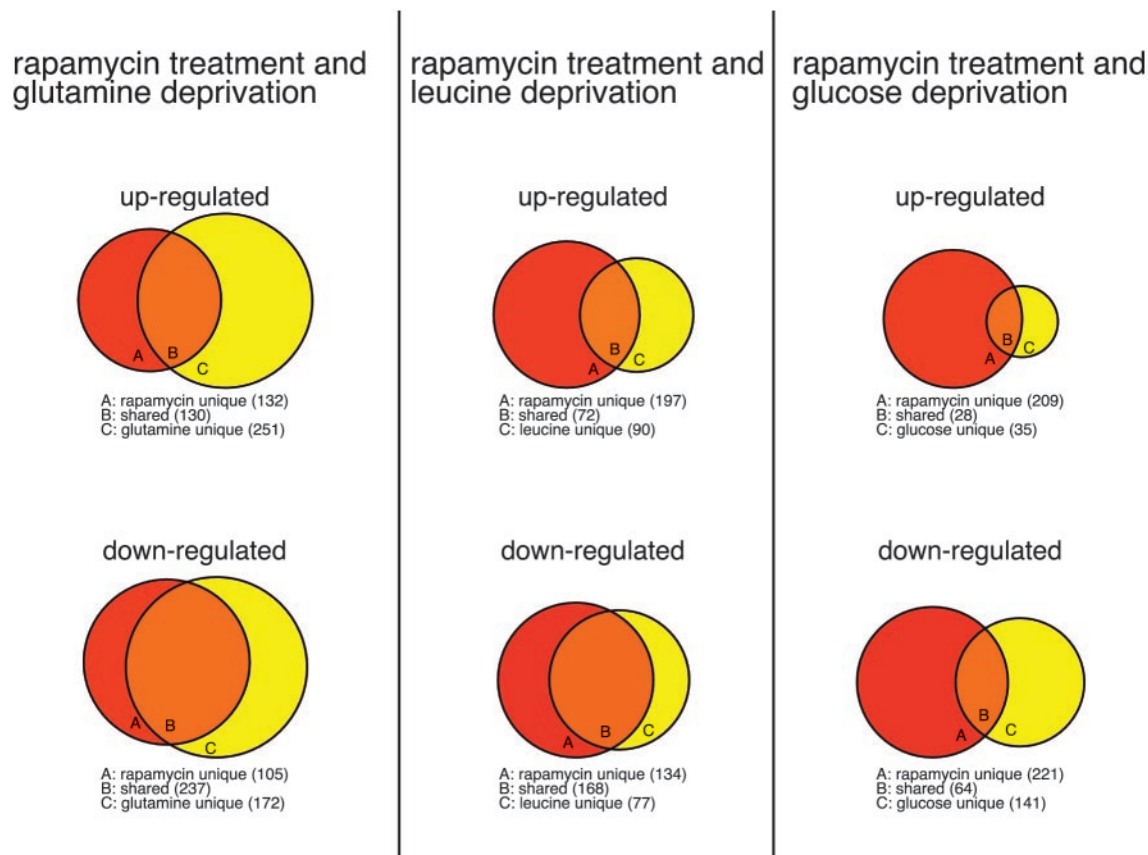 rapamycin treatment and
glutamine deprivation
up-regulated
A
B
C
A: rapamycin unique (132)
B: shared (130)
C: glutamine unique (251)
down-regulated
A
B
C
A: rapamycin unique (105)
B: shared (237)
C: glutamine unique (172)
rapamycin treatment and
leucine deprivation
up-regulated
A
B
C
A: rapamycin unique (197)
B: shared (72)
C: leucine unique (90)
down-regulated
A
B
C
A: rapamycin unique (134)
B: shared (168)
C: leucine unique (77)
rapamycin treatment and
glucose deprivation
up-regulated
A
B
C
A: rapamycin unique (209)
B: shared (28)
C: glucose unique (35)
down-regulated
A
B
C
A: rapamycin unique (221)
B: shared (64)
C: glucose unique (141)